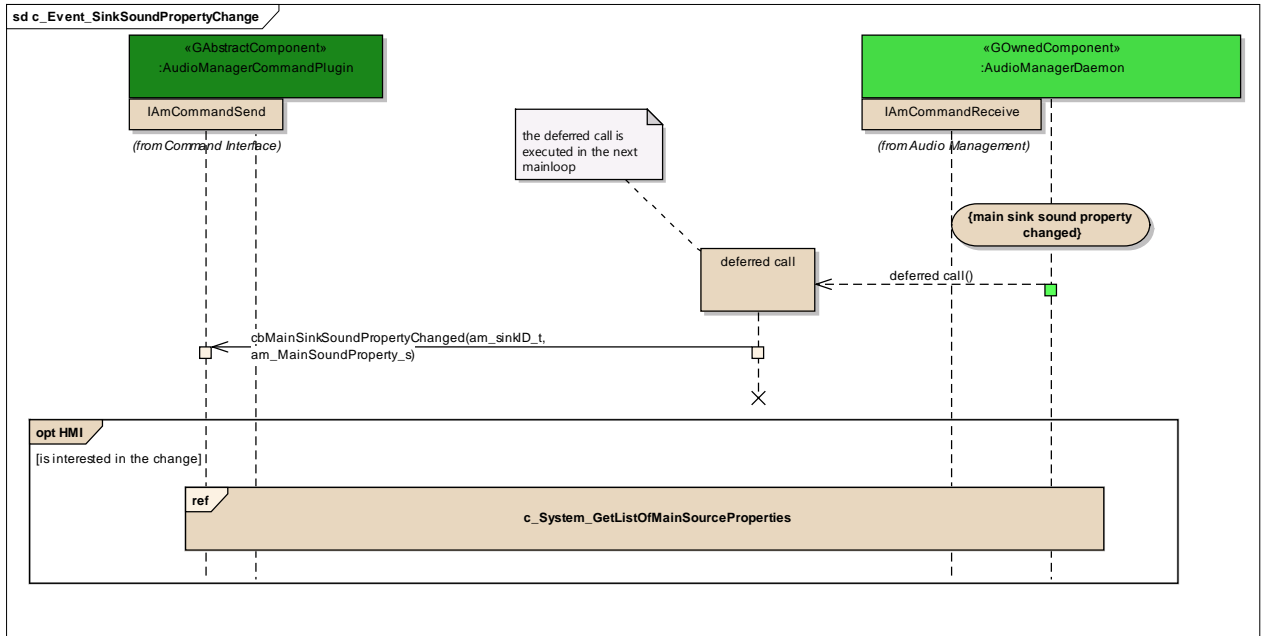 sd c_Event_SinkSoundPropertyChange
«GAbstractComponent»
:AudioManagerCommandPlugin
«GOwnedComponent»
:AudioManagerDaemon
IAmCommandSend
IAmCommandReceive
(from Command Interface)
(from Audio Management)
the deferred call is
executed in the next
mainloop
{main sink sound property
changed}
deferred call
deferred call()
cbMainSinkSoundPropertyChanged(am_sinkID_t,
am_MainSoundProperty_s)
opt HMI
[is interested in the change]
ref
c_System_GetListOfMainSourceProperties